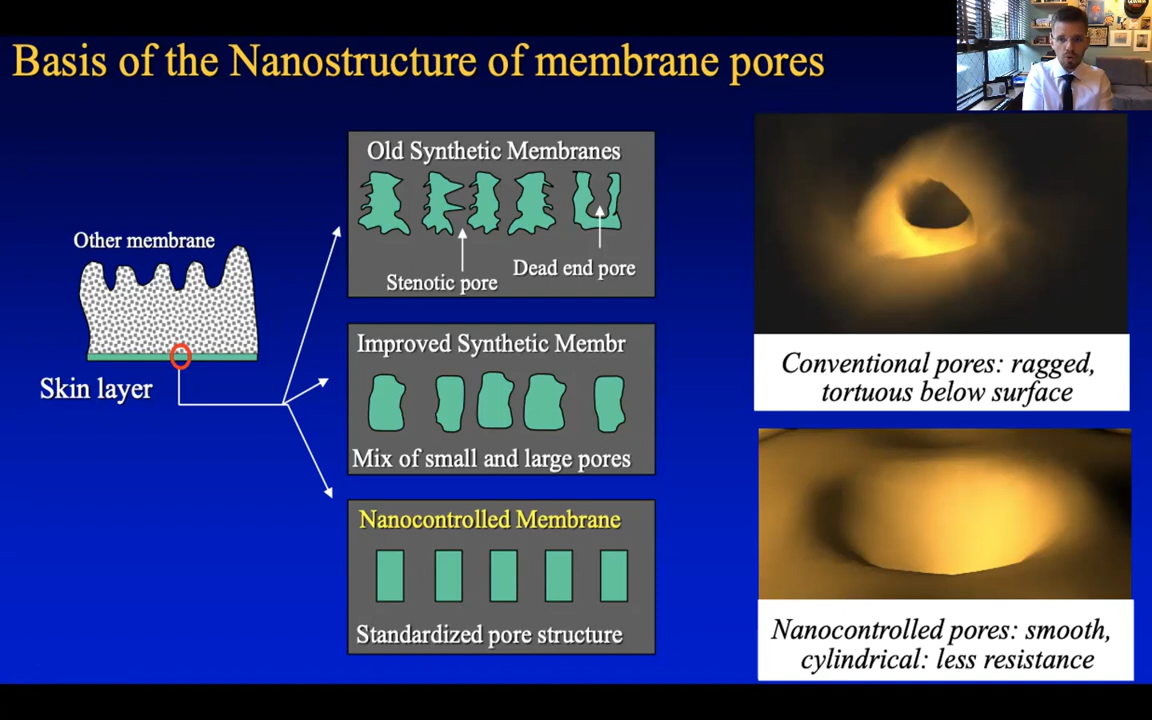 Basis of the Nanostructure of membrane pores
Other membrane
Skin layer
Old Synthetic Membranes
Stenotic pore
Dead end pore
Improved Synthetic Membr
Mix of small and large pores
Nanocontrolled Membrane
Standardized pore structure
Conventional pores: ragged,
tortuous below surface
Nanocontrolled pores: smooth,
cylindrical: less resistance